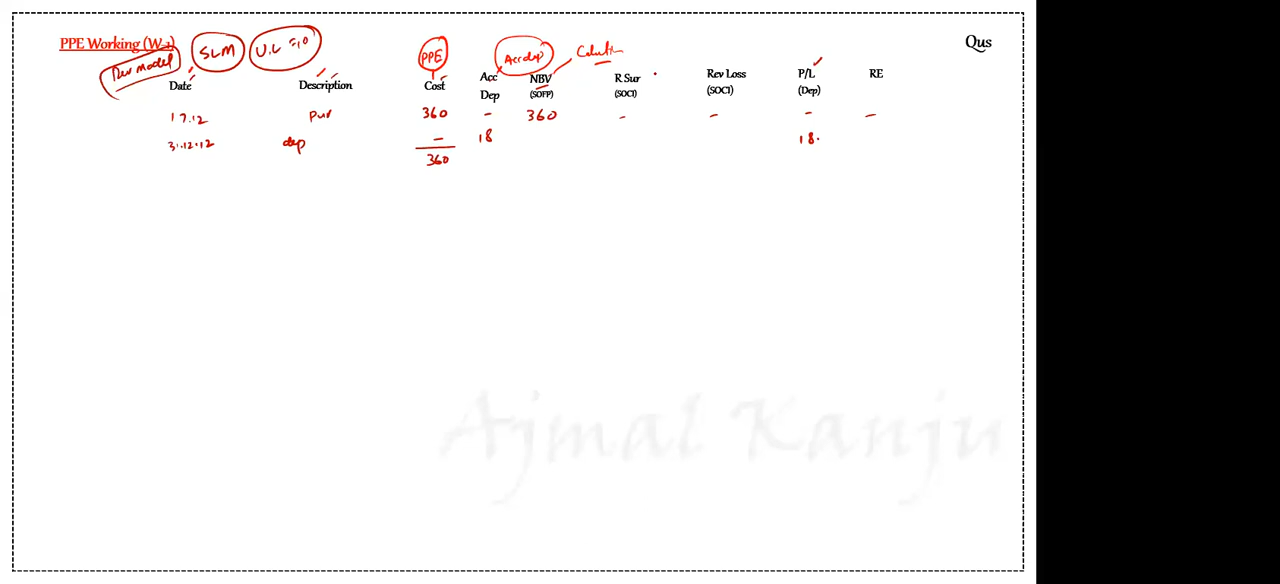 PPE Working (W-1)
Rev model SLM U.L = 10 PPE Acc dep Qus
Date Description Cost Acc Dep NBV (SOFP) R Sur (SOCI) Rev Loss (SOCI) P/L (Dep) RE
1.7.12 pur 360 - 360 - - - -
31.12.12 dep - 18 18.
360
Ajmal Kanju